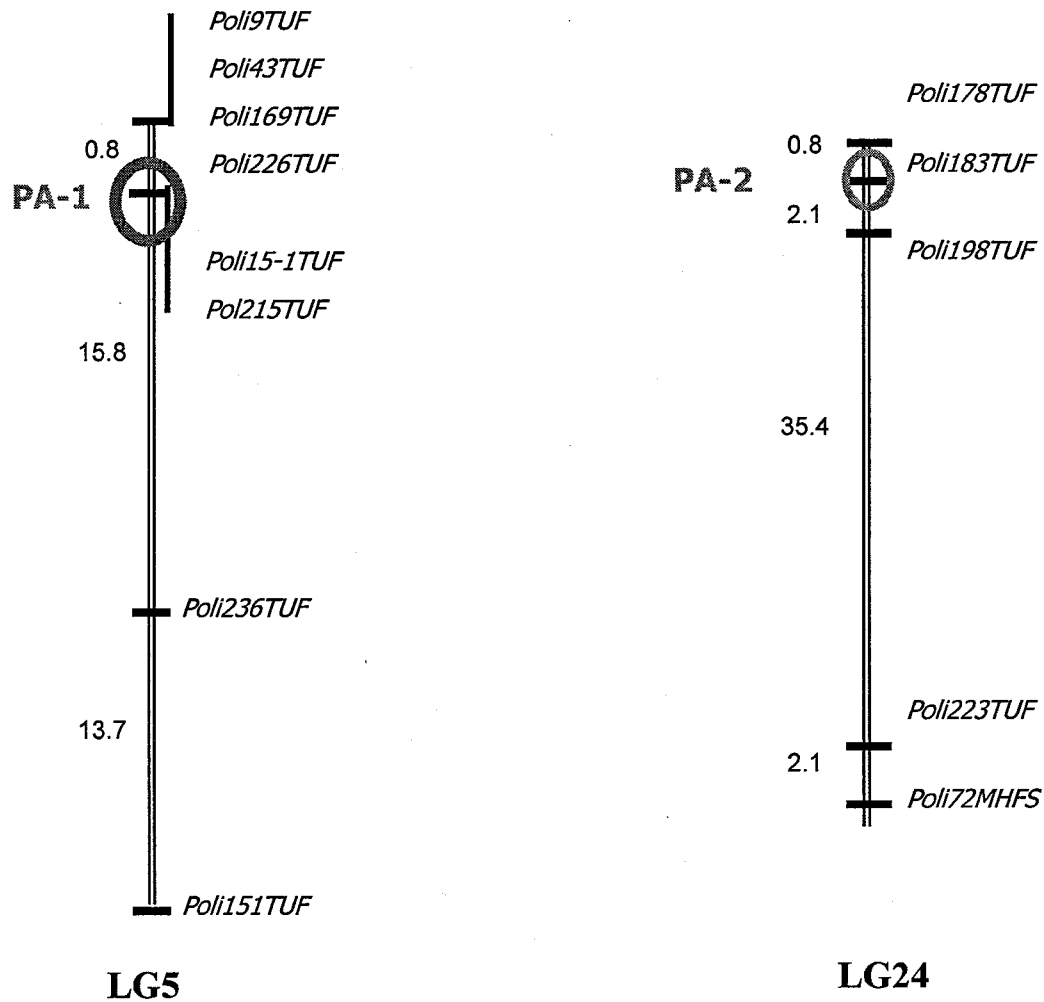 Poli9TUF
Poli43TUF
Poli169TUF
0.8
Poli226TUF
PA-1
Poli15-1TUF
Pol215TUF
15.8
Poli236TUF
13.7
Poli151TUF
LG5
Poli178TUF
0.8
Poli183TUF
PA-2
2.1
Poli198TUF
35.4
Poli223TUF
2.1
Poli72MHFS
LG24